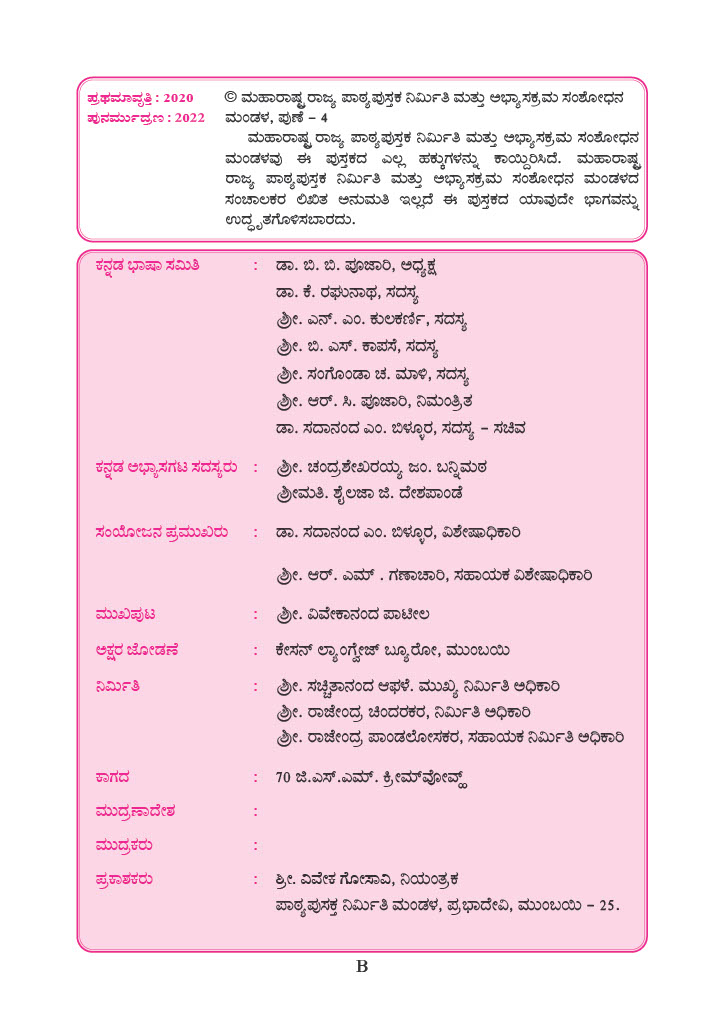 ಪ್ರಥಮಾವೃತ್ತಿ : 2020 © ಮಹಾರಾಷ್ಟ್ರ ರಾಜ್ಯ ಪಾಠ್ಯಪುಸ್ತಕ ನಿರ್ಮಿತಿ ಮತ್ತು ಅಭ್ಯಾಸಕ್ರಮ ಸಂಶೋಧನ
ಪುನರ್ಮುದ್ರಣ : 2022 ಮಂಡಳ, ಪುಣೆ – 4
ಮಹಾರಾಷ್ಟ್ರ ರಾಜ್ಯ ಪಾಠ್ಯಪುಸ್ತಕ ನಿರ್ಮಿತಿ ಮತ್ತು ಅಭ್ಯಾಸಕ್ರಮ ಸಂಶೋಧನ
ಮಂಡಳವು ಈ ಪುಸ್ತಕದ ಎಲ್ಲ ಹಕ್ಕುಗಳನ್ನು ಕಾಯ್ದಿರಿಸಿದೆ. ಮಹಾರಾಷ್ಟ್ರ
ರಾಜ್ಯ ಪಾಠ್ಯಪುಸ್ತಕ ನಿರ್ಮಿತಿ ಮತ್ತು ಅಭ್ಯಾಸಕ್ರಮ ಸಂಶೋಧನ ಮಂಡಳದ
ಸಂಚಾಲಕರ ಲಿಖಿತ ಅನುಮತಿ ಇಲ್ಲದೆ ಈ ಪುಸ್ತಕದ ಯಾವುದೇ ಭಾಗವನ್ನು
ಉದ್ಧೃತಗೊಳಿಸಬಾರದು.
ಕನ್ನಡ ಭಾಷಾ ಸಮಿತಿ : ಡಾ. ಬಿ. ಬಿ. ಪೂಜಾರಿ, ಅಧ್ಯಕ್ಷ
ಡಾ. ಕೆ. ರಘುನಾಥ, ಸದಸ್ಯ
ಶ್ರೀ. ಎನ್. ಎಂ. ಕುಲಕರ್ಣಿ, ಸದಸ್ಯ
ಶ್ರೀ. ಬಿ. ಎಸ್. ಕಾಪಸೆ, ಸದಸ್ಯ
ಶ್ರೀ. ಸಂಗೊಂಡಾ ಚ. ಮಾಳಿ, ಸದಸ್ಯ
ಶ್ರೀ. ಆರ್. ಸಿ. ಪೂಜಾರಿ, ನಿಮಂತ್ರಿತ
ಡಾ. ಸದಾನಂದ ಎಂ. ಬಿಳ್ಳೂರ, ಸದಸ್ಯ – ಸಚಿವ
ಕನ್ನಡ ಅಭ್ಯಾಸಗಟ ಸದಸ್ಯರು : ಶ್ರೀ. ಚಂದ್ರಶೇಖರಯ್ಯ ಜಂ. ಬನ್ನಿಮಠ
ಶ್ರೀಮತಿ. ಶೈಲಜಾ ಜಿ. ದೇಶಪಾಂಡೆ
ಸಂಯೋಜನ ಪ್ರಮುಖರು : ಡಾ. ಸದಾನಂದ ಎಂ. ಬಿಳ್ಳೂರ, ವಿಶೇಷಾಧಿಕಾರಿ
ಶ್ರೀ. ಆರ್. ಎಮ್ . ಗಣಾಚಾರಿ, ಸಹಾಯಕ ವಿಶೇಷಾಧಿಕಾರಿ
ಮುಖಪುಟ : ಶ್ರೀ. ವಿವೇಕಾನಂದ ಪಾಟೀಲ
ಅಕ್ಷರ ಜೋಡಣೆ : ಕೇಸನ್ ಲ್ಯಾಂಗ್ವೇಜ್ ಬ್ಯೂರೋ, ಮುಂಬಯಿ
ನಿರ್ಮಿತಿ : ಶ್ರೀ. ಸಚ್ಚಿತಾನಂದ ಆಫಳೆ. ಮುಖ್ಯ ನಿರ್ಮಿತಿ ಅಧಿಕಾರಿ
ಶ್ರೀ. ರಾಜೇಂದ್ರ ಚಿಂದರಕರ, ನಿರ್ಮಿತಿ ಅಧಿಕಾರಿ
ಶ್ರೀ. ರಾಜೇಂದ್ರ ಪಾಂಡಲೋಸಕರ, ಸಹಾಯಕ ನಿರ್ಮಿತಿ ಅಧಿಕಾರಿ
ಕಾಗದ : 70 ಜಿ.ಎಸ್.ಎಮ್. ಕ್ರೀಮ್‌ವೋವ್ಹ್
ಮುದ್ರಣಾದೇಶ :
ಮುದ್ರಕರು :
ಪ್ರಕಾಶಕರು : ಶ್ರೀ. ವಿವೇಕ ಗೋಸಾವಿ, ನಿಯಂತ್ರಕ
ಪಾಠ್ಯಪುಸಕ್ತ ನಿರ್ಮಿತಿ ಮಂಡಳ, ಪ್ರಭಾದೇವಿ, ಮುಂಬಯಿ – 25.
B